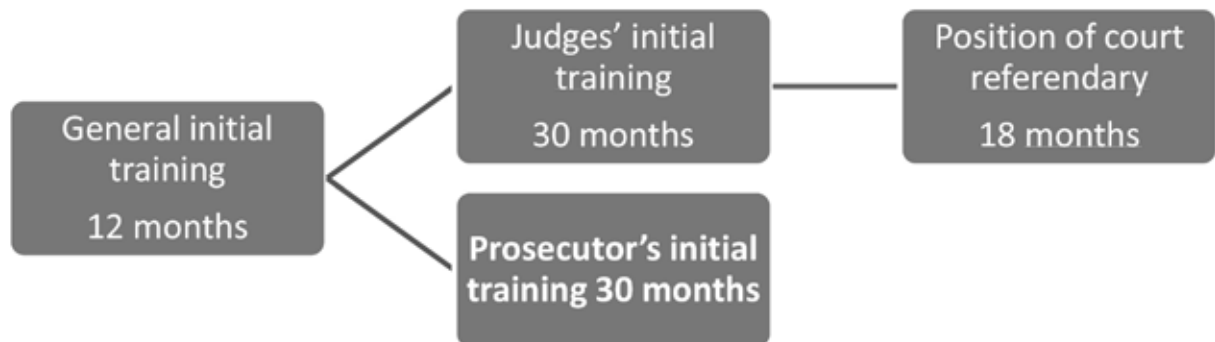 General initial
training
12 months
Judges’ initial
training
30 months
Prosecutor’s initial
training 30 months
Position of court
referendary
18 months